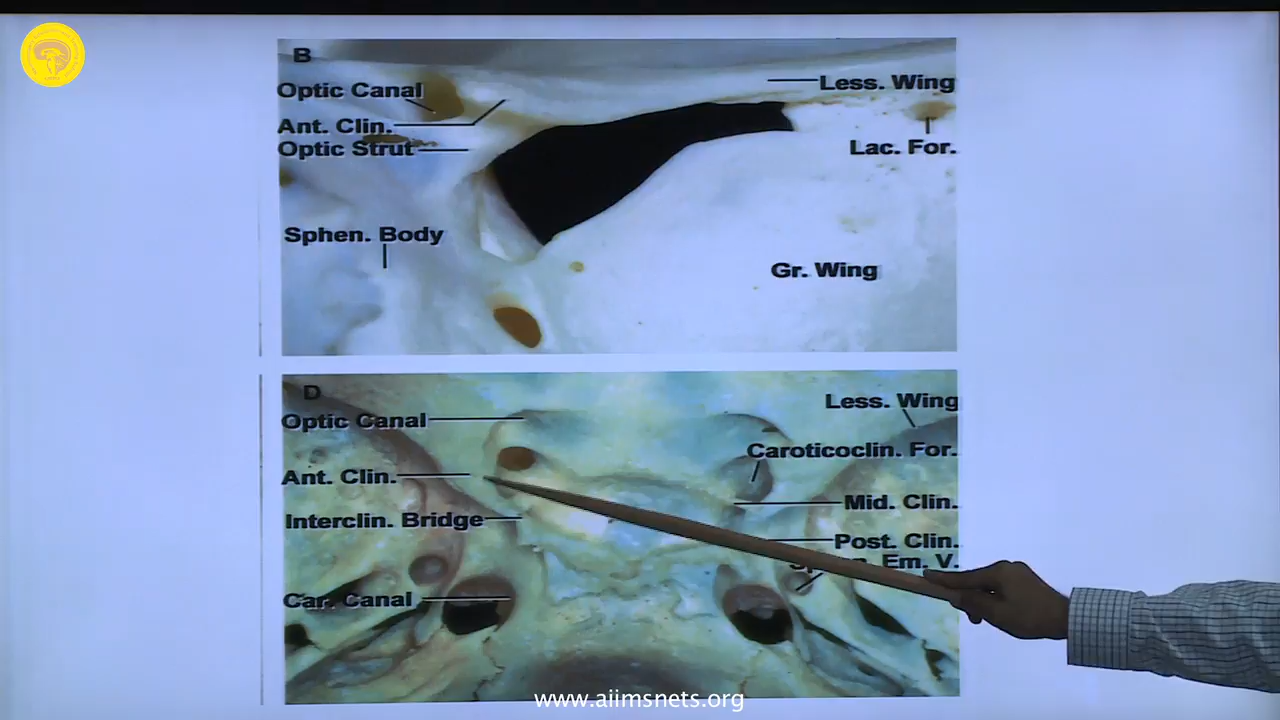 B
Optic Canal
Less. Wing
Ant. Clin.
Optic Strut
Lac. For.
Sphen. Body
Gr. Wing
D
Less. Wing
Optic Canal
Caroticoclin. For.
Ant. Clin.
Mid. Clin.
Interclin. Bridge
Post. Clin.
Em. V.
Car. Canal
www.aiimsnets.org